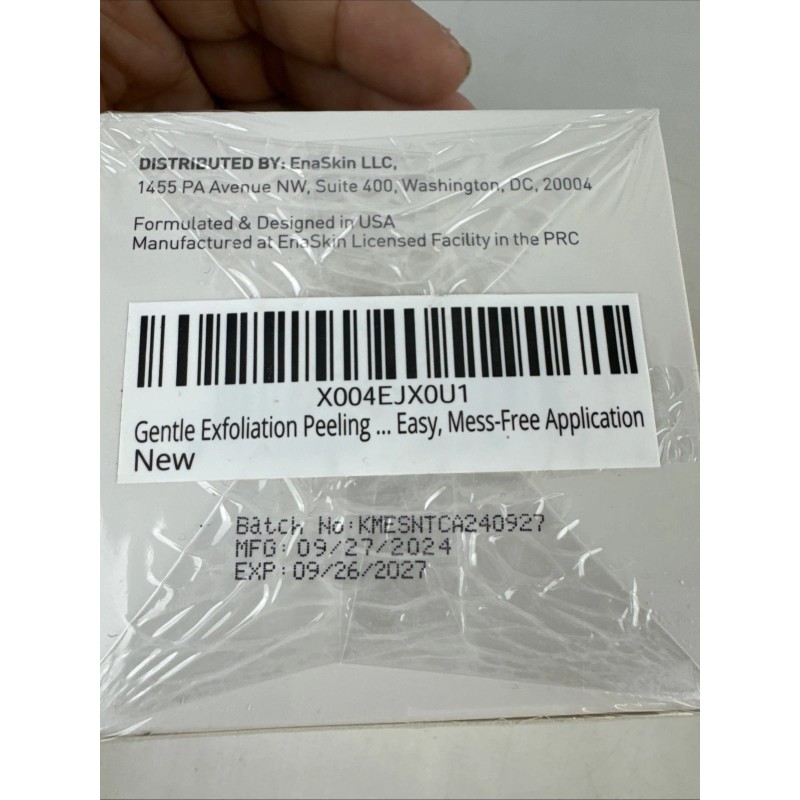 DISTRIBUTED BY: EnaSkin LLC,
1455 PA Avenue NW, Suite 400, Washington, DC, 20004
Formulated & Designed in USA
Manufactured at EnaSkin Licensed Facility in the PRC
X004EJX0U1
Gentle Exfoliation Peeling ... Easy, Mess-Free Application
New
Batch No:KMESNTCA240927
MFG: 09/27/2024
EXP: 09/26/2027